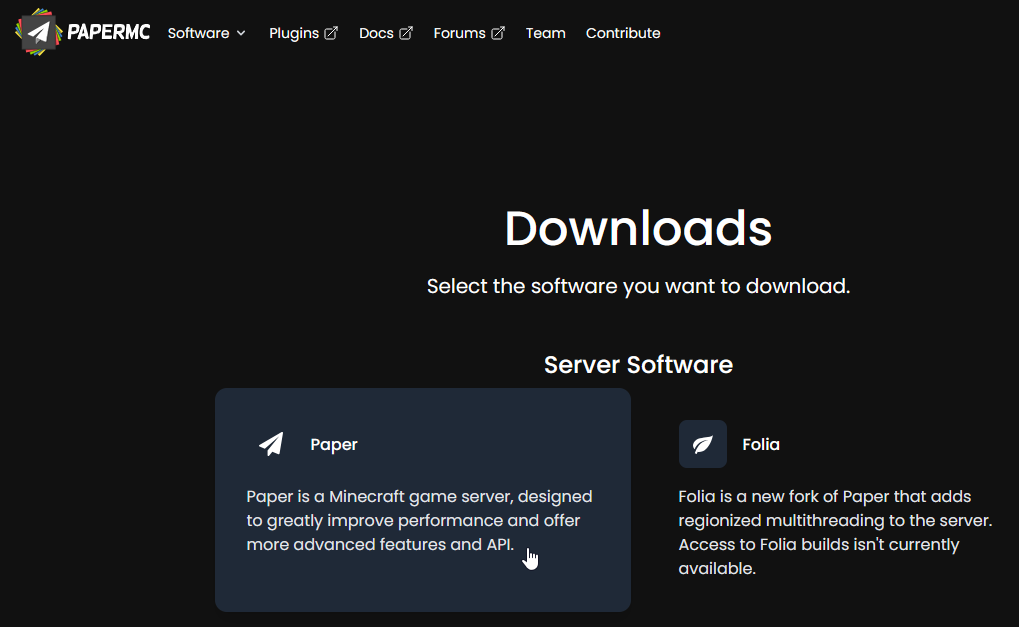 PAPERMC Software Plugins Docs Forums Team Contribute
Downloads
Select the software you want to download.
Server Software
Paper
Paper is a Minecraft game server, designed
to greatly improve performance and offer
more advanced features and API.
Folia
Folia is a new fork of Paper that adds
regionized multithreading to the server.
Access to Folia builds isn't currently
available.